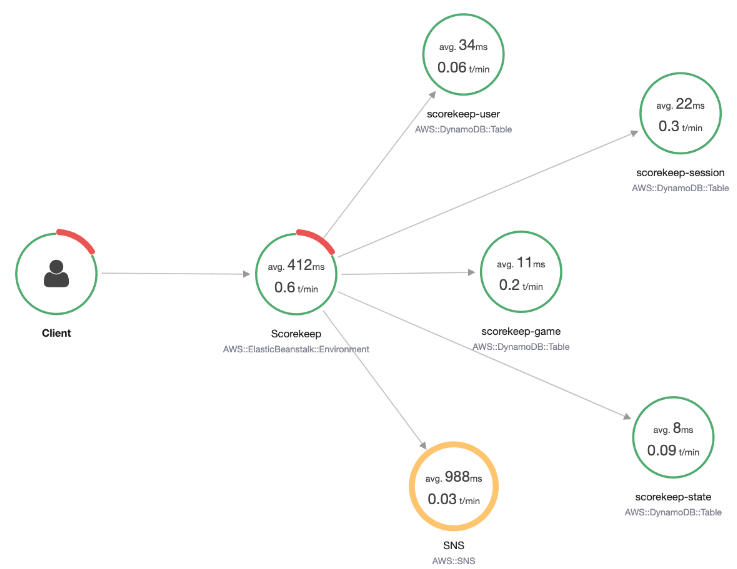 avg. 34ms
0.06 t/min
scorekeep-user
AWS::DynamoDB::Table
avg. 22ms
0.3 t/min
scorekeep-session
AWS::DynamoDB::Table
Client
avg. 412ms
0.6 t/min
Scorekeep
AWS::ElasticBeanstalk::Environment
avg. 11ms
0.2 t/min
scorekeep-game
AWS::DynamoDB::Table
avg. 8ms
0.09 t/min
scorekeep-state
AWS::DynamoDB::Table
avg. 988ms
0.03 t/min
SNS
AWS::SNS